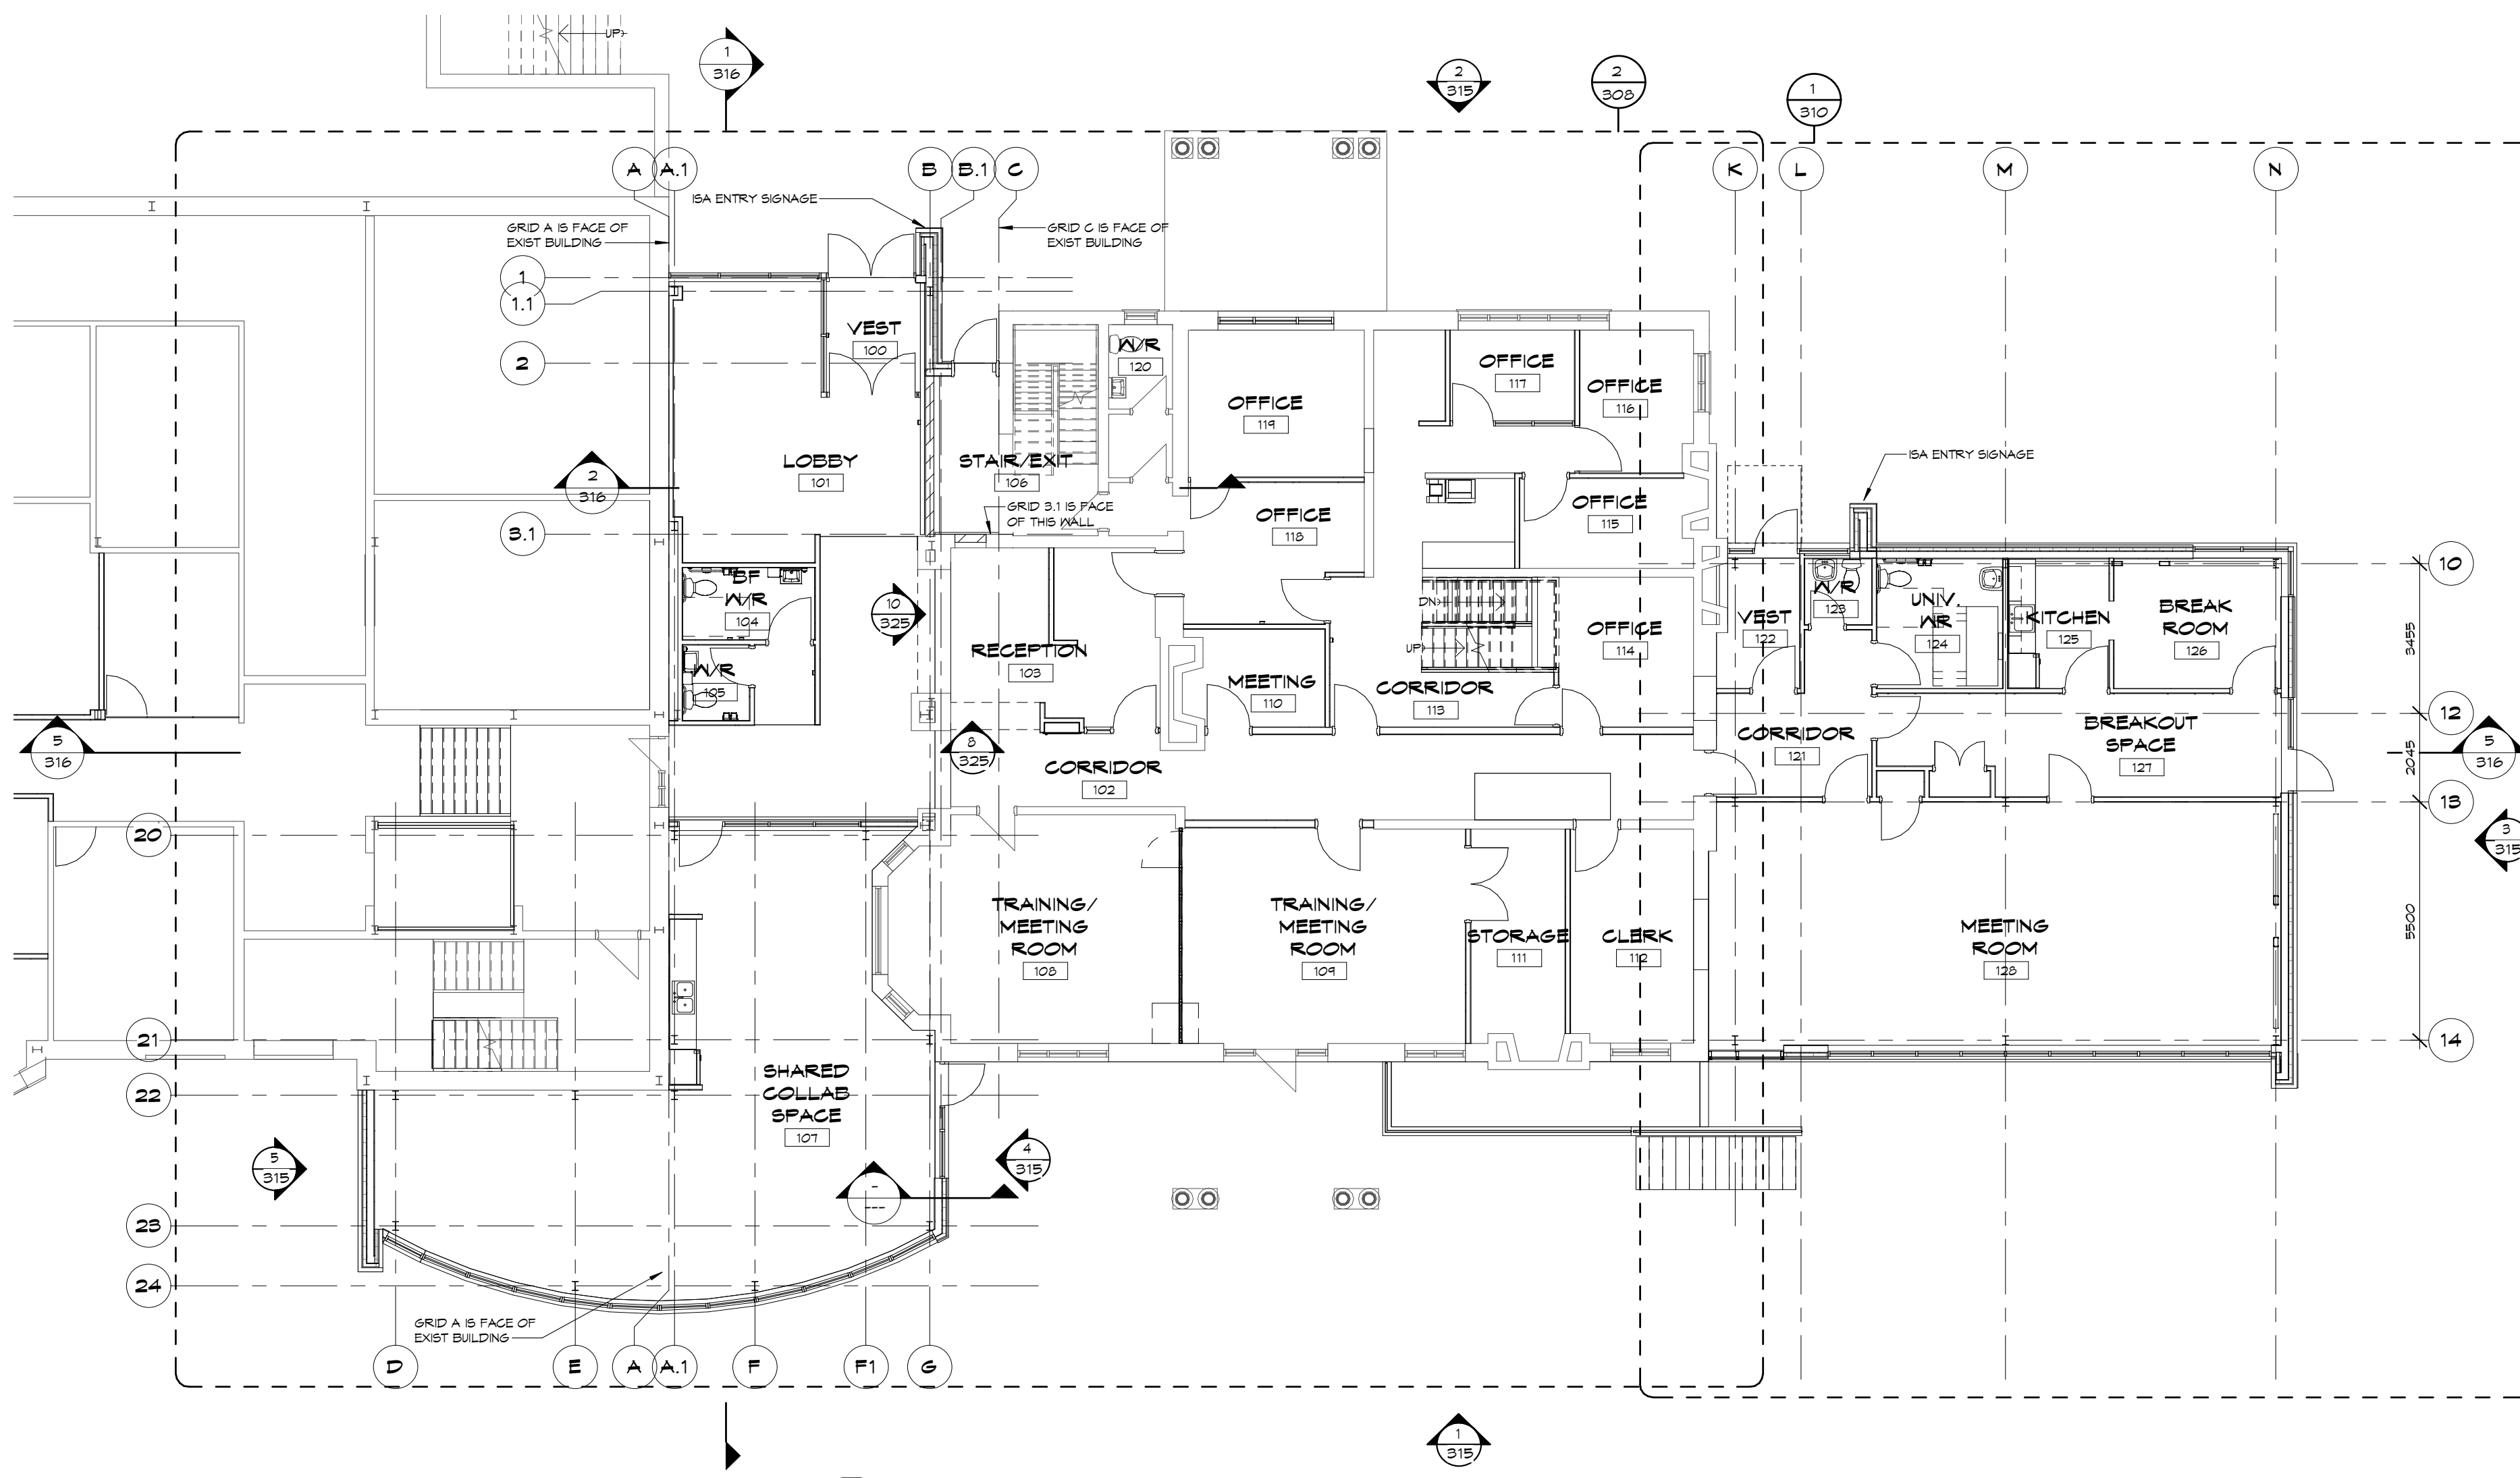 UP
1
316
2
315
2
308
1
310
A
A.1
B
B.1
C
K
L
M
N
ISA ENTRY SIGNAGE
GRID A IS FACE OF
EXIST BUILDING
GRID C IS FACE OF
EXIST BUILDING
1
1.1
2
3.1
VEST
100
W/R
120
OFFICE
117
OFFICE
116
OFFICE
119
LOBBY
101
STAIR/EXIT
106
2
316
GRID 3.1 IS FACE
OF THIS WALL
OFFICE
118
OFFICE
115
ISA ENTRY SIGNAGE
BF
W/R
104
10
325
W/R
105
RECEPTION
103
MEETING
110
DN
UP
CORRIDOR
113
OFFICE
114
VEST
122
W/R
123
UNIV.
WR
124
KITCHEN
125
BREAK
ROOM
126
10
3455
12
2045
13
5500
14
5
316
8
325
CORRIDOR
102
CORRIDOR
121
BREAKOUT
SPACE
127
5
316
3
315
20
21
22
23
24
TRAINING/
MEETING
ROOM
108
TRAINING/
MEETING
ROOM
109
STORAGE
111
CLERK
112
MEETING
ROOM
128
SHARED
COLLAB
SPACE
107
5
315
4
315
-
---
GRID A IS FACE OF
EXIST BUILDING
D
E
A
A.1
F
F1
G
1
315